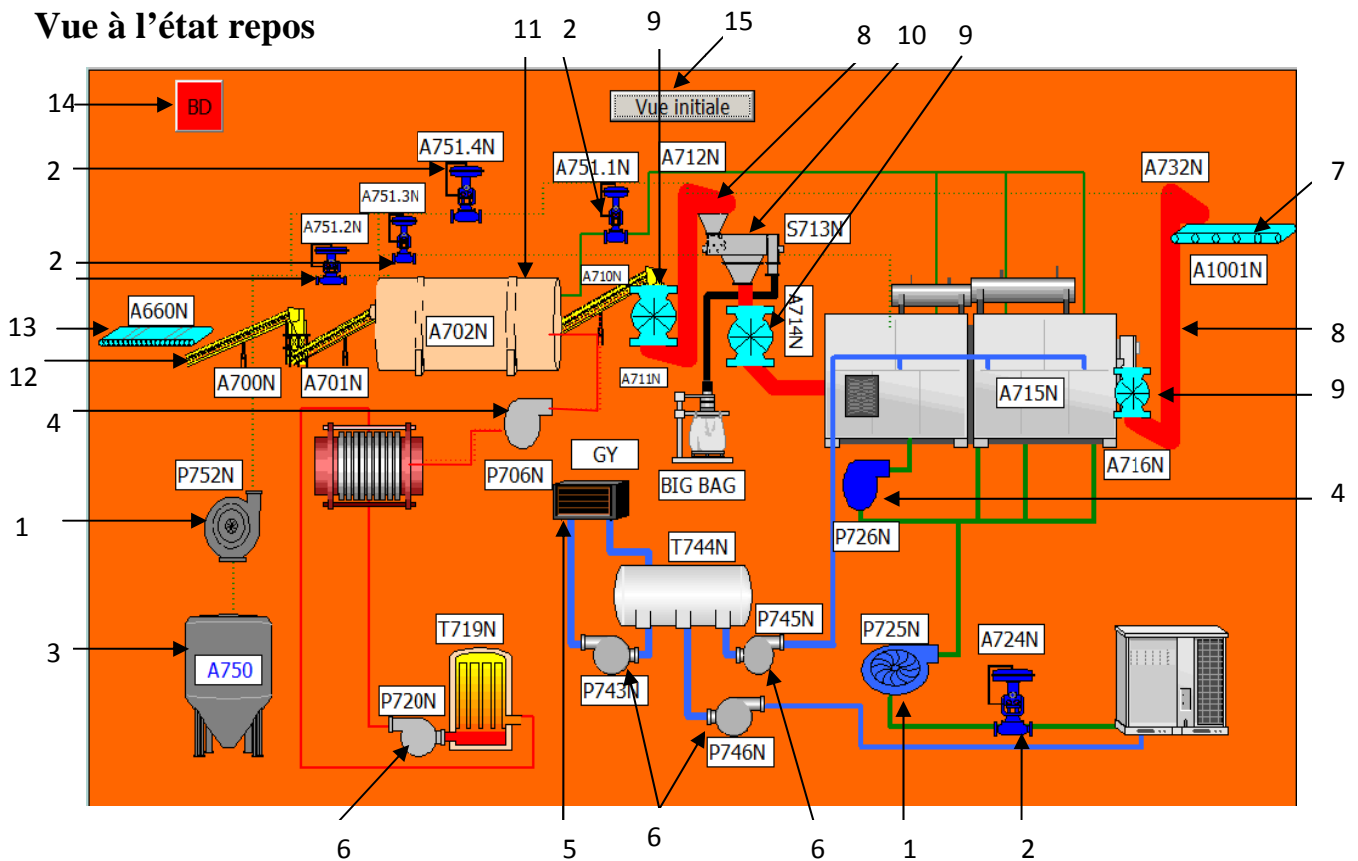 Vue à l’état repos
11 2 9 15 8 10 9
14
BD
Vue initiale
2
A751.4N
A751.1N
A712N
A732N
7
A751.3N
A751.2N
S713N
2
A1001N
A710N
13
A660N
A702N
A714N
8
12
A700N
A701N
A711N
A715N
9
4
GY
A716N
P752N
P706N
BIG BAG
4
1
P726N
T744N
T719N
P745N
P725N
A724N
3
A750
P743N
P720N
P746N
6 5 6 6 1 2